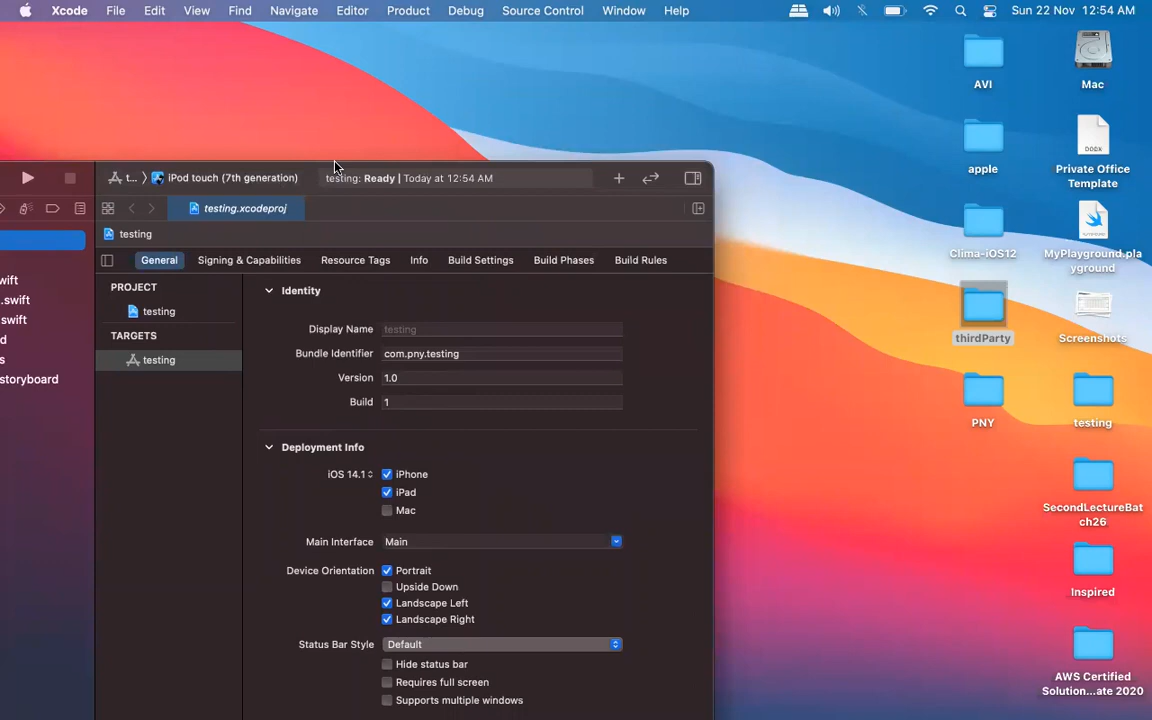 Xcode File Edit View Find Navigate Editor Product Debug Source Control Window Help Sun 22 Nov 12:54 AM
AVI
Mac
DOCX
apple
Private Office
Template
Clima-iOS12
MyPlayground.pla
yground
thirdParty
Screenshots
PNY
testing
SecondLectureBat
ch26
Inspired
AWS Certified
Solution...ate 2020
t... iPod touch (7th generation)
testing: Ready | Today at 12:54 AM
testing.xcodeproj
testing
General Signing & Capabilities Resource Tags Info Build Settings Build Phases Build Rules
wift
.swift
swift
d
s
storyboard
PROJECT
testing
TARGETS
testing
Identity
Display Name testing
Bundle Identifier com.pny.testing
Version 1.0
Build 1
Deployment Info
iOS 14.1 iPhone
iPad
Mac
Main Interface Main
Device Orientation Portrait
Upside Down
Landscape Left
Landscape Right
Status Bar Style Default
Hide status bar
Requires full screen
Supports multiple windows